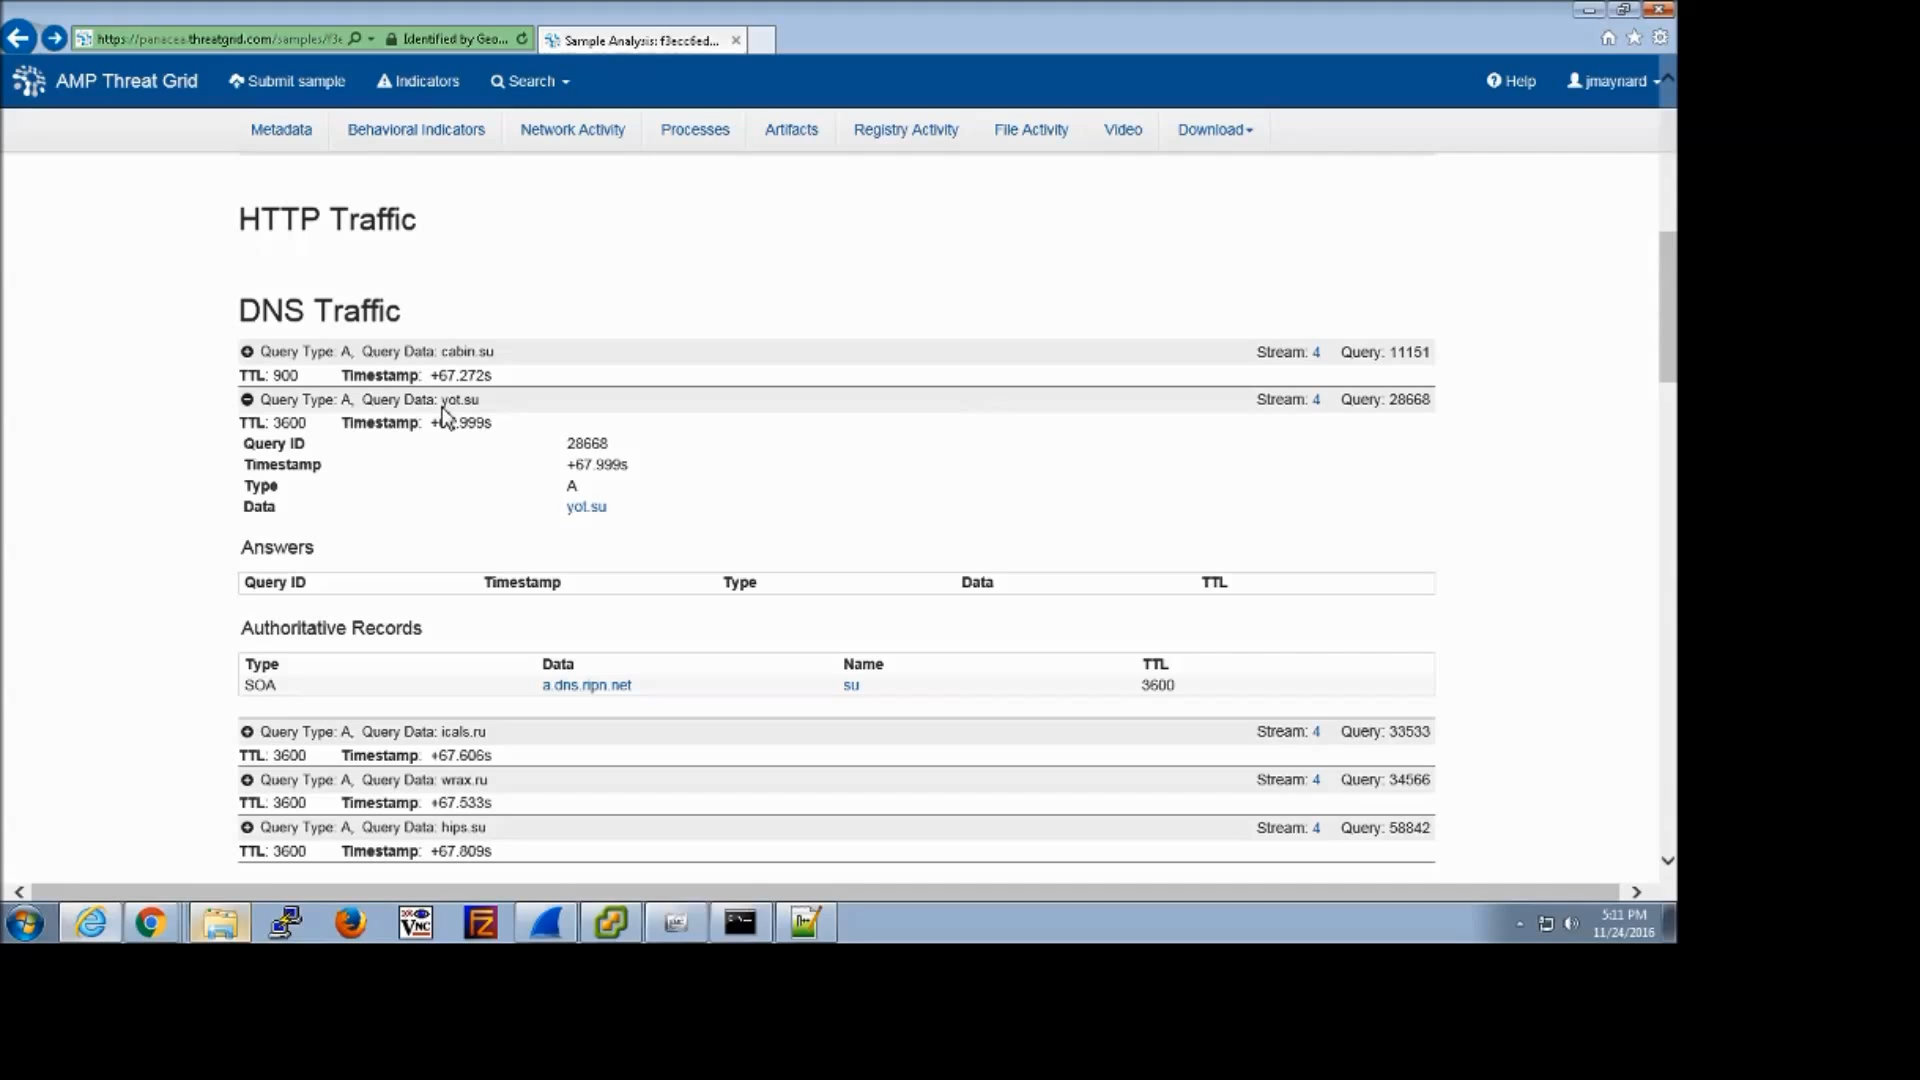 https://panacea.threatgrid.com/samples/f3e
Identified by Geo...
Sample Analysis: f3ecc6ed...
AMP Threat Grid Submit sample Indicators Search Help jmaynard
Metadata Behavioral Indicators Network Activity Processes Artifacts Registry Activity File Activity Video Download
HTTP Traffic
DNS Traffic
Query Type: A, Query Data: cabin.su Stream: 4 Query: 11151
TTL: 900 Timestamp: +67.272s
Query Type: A, Query Data: yot.su Stream: 4 Query: 28668
TTL: 3600 Timestamp: .999s
Query ID 28668
Timestamp +67.999s
Type A
Data yot.su
Answers
Query ID Timestamp Type Data TTL
Authoritative Records
Type Data Name TTL
SOA a.dns.ripn.net su 3600
Query Type: A, Query Data: icals.ru Stream: 4 Query: 33533
TTL: 3600 Timestamp: +67.606s
Query Type: A, Query Data: wrax.ru Stream: 4 Query: 34566
TTL: 3600 Timestamp: +67.533s
Query Type: A, Query Data: hips.su Stream: 4 Query: 58842
TTL: 3600 Timestamp: +67.809s
VNC
5:11 PM
11/24/2016